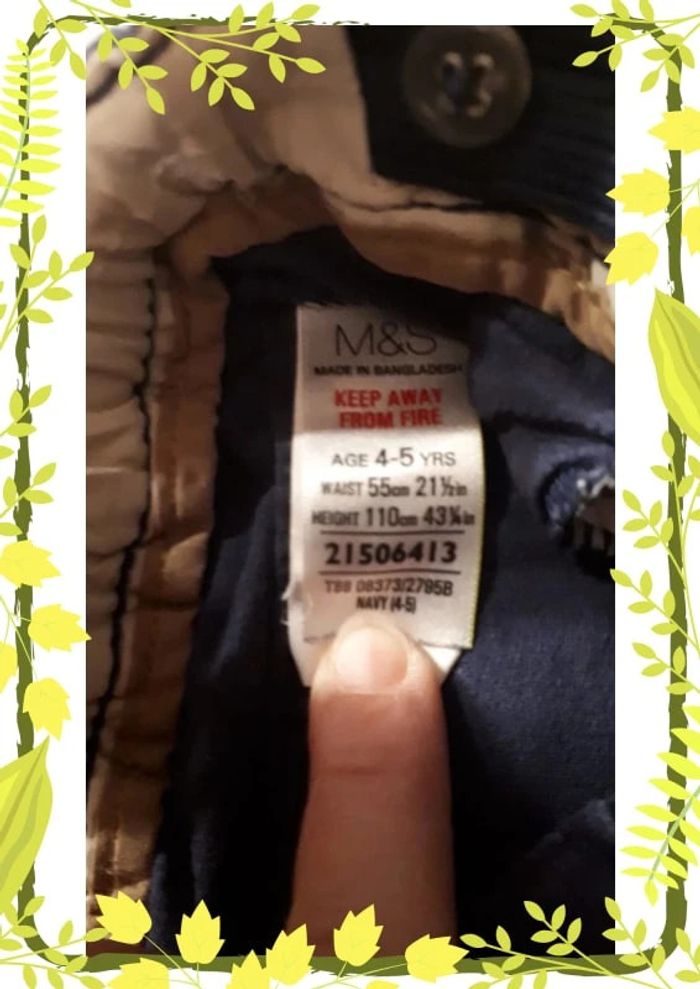 M&S
MADE IN BANGLADESH
KEEP AWAY
FROM FIRE
AGE 4-5 YRS
WAIST 55cm 21½in
HEIGHT 110cm 43¼in
21506413
T88 08373/2795B
NAVY (4-5)